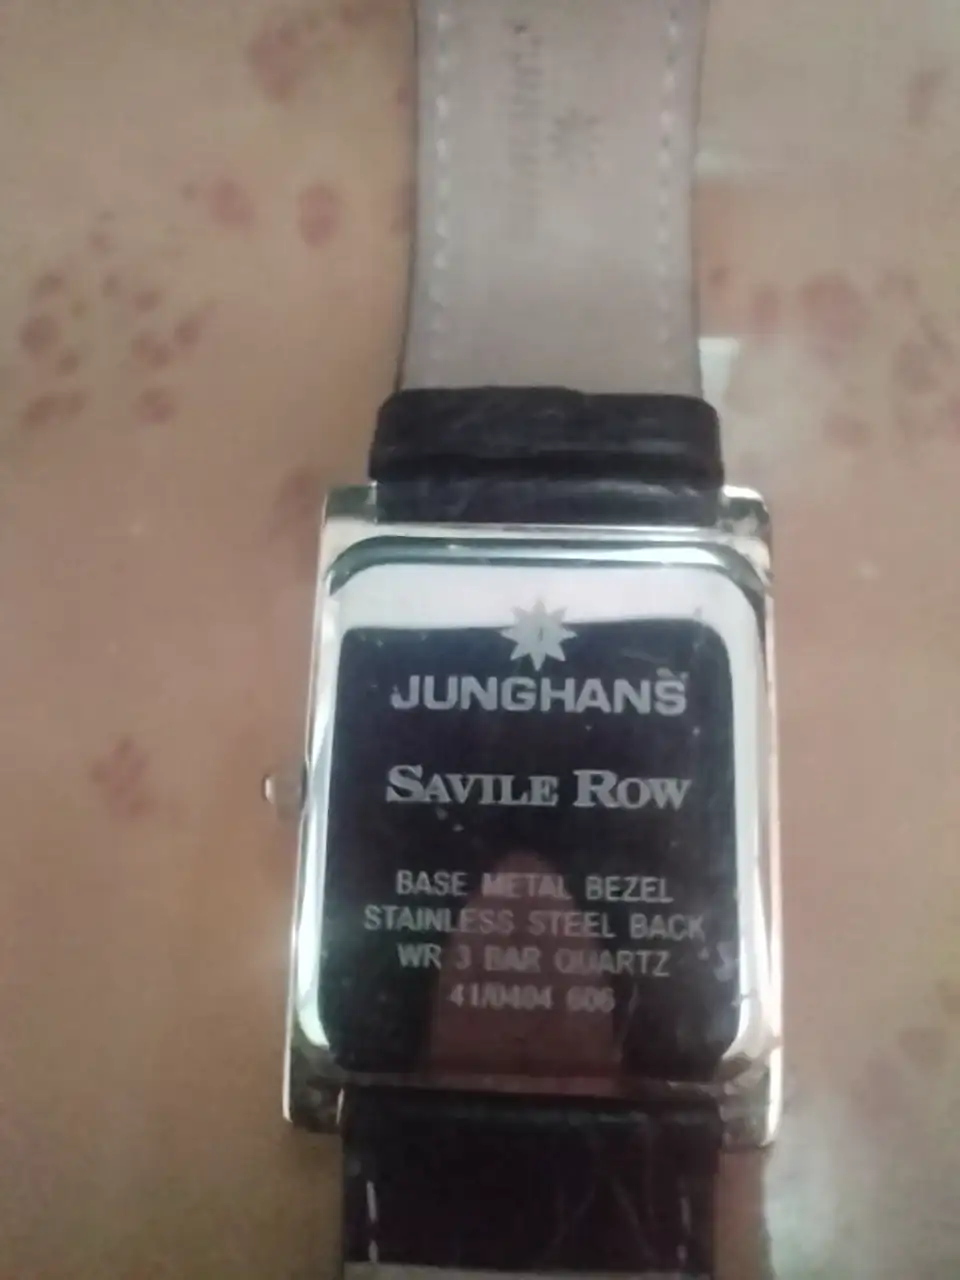 JUNGHANS
SAVILE ROW
BASE METAL BEZEL
STAINLESS STEEL BACK
WR 3 BAR QUARTZ
41/0404 606